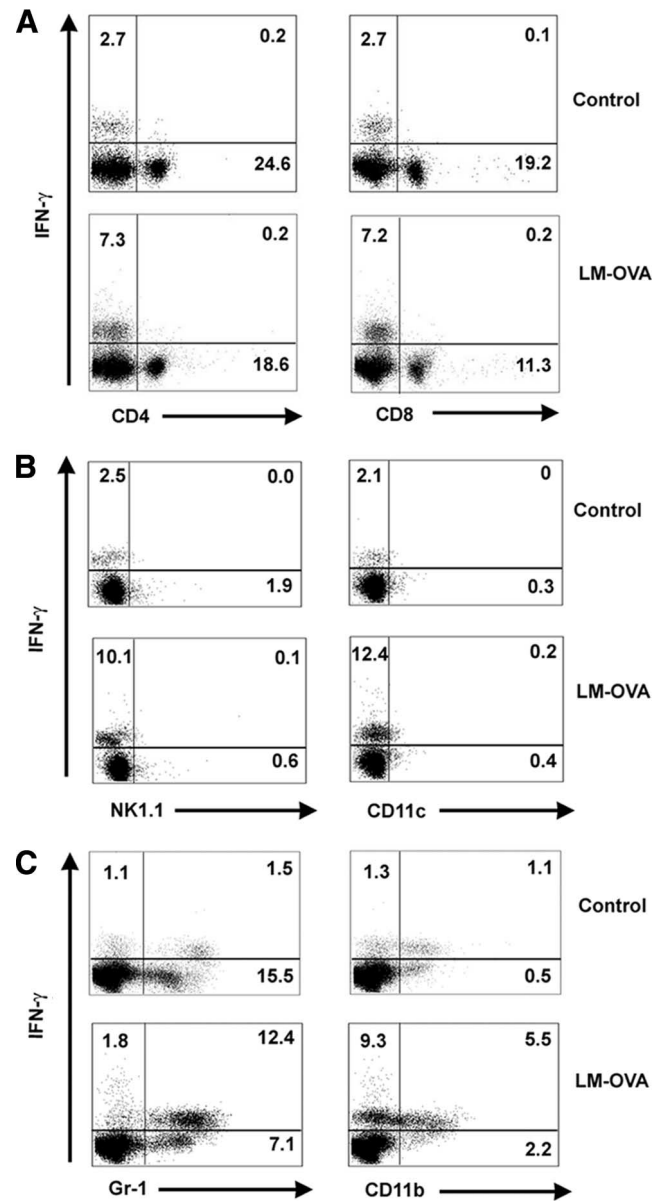 A
2.7 0.2 2.7 0.1
Control
24.6 19.2
IFN-γ
7.3 0.2 7.2 0.2
LM-OVA
18.6 11.3
CD4 CD8
B
2.5 0.0 2.1 0
Control
1.9 0.3
IFN-γ
10.1 0.1 12.4 0.2
LM-OVA
0.6 0.4
NK1.1 CD11c
C
1.1 1.5 1.3 1.1
Control
15.5 0.5
IFN-γ
1.8 12.4 9.3 5.5
LM-OVA
7.1 2.2
Gr-1 CD11b